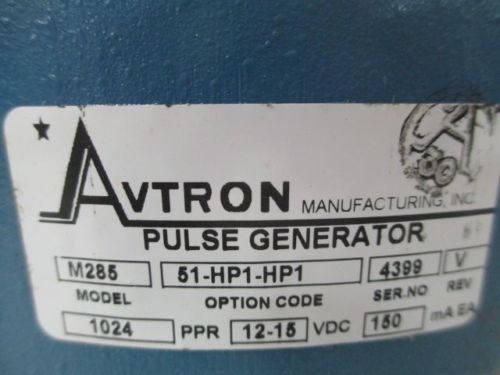 AVTRON MANUFACTURING, INC.
PULSE GENERATOR
M285 51-HP1-HP1 4399 V
MODEL OPTION CODE SER.NO REV
1024 PPR 12-15 VDC 150 mA EA